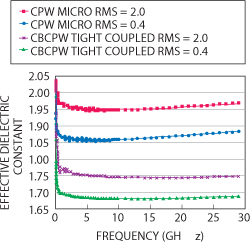 CPW MICRO RMS = 2.0
CPW MICRO RMS = 0.4
CBCPW TIGHT COUPLED RMS = 2.0
CBCPW TIGHT COUPLED RMS = 0.4
EFFECTIVE DIELECTRIC
CONSTANT
2.05
2.00
1.95
1.90
1.85
1.80
1.75
1.70
1.65
0 5 10 15 20 25 30
FREQUENCY (GH z)